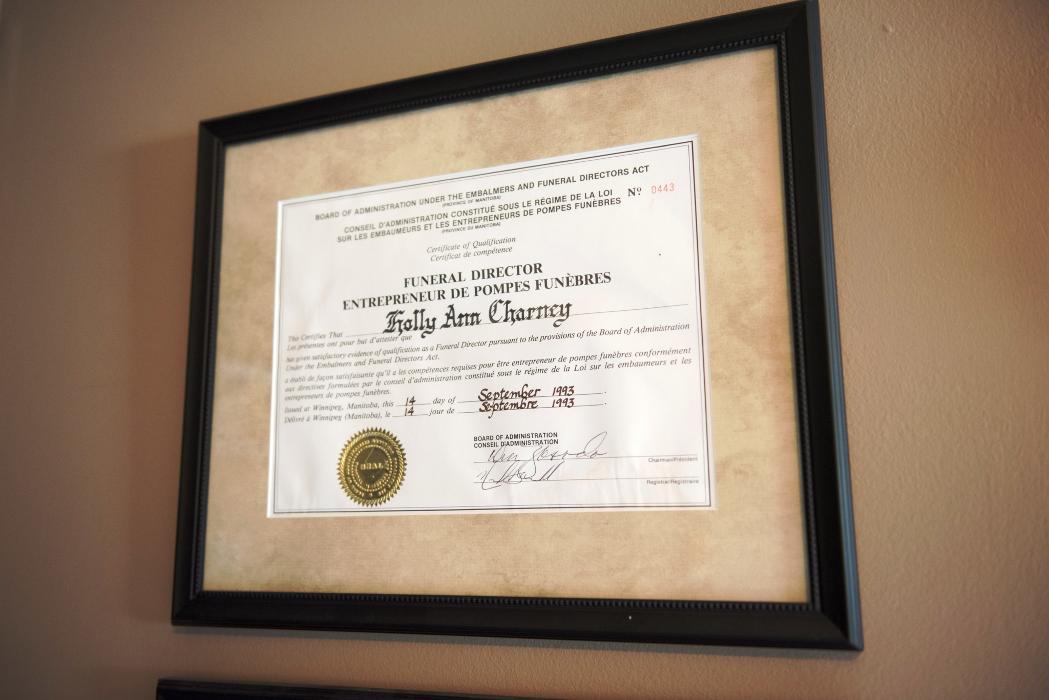 BOARD OF ADMINISTRATION UNDER THE EMBALMERS AND FUNERAL DIRECTORS ACT
(PROVINCE OF MANITOBA)
Nº 0443
CONSEIL D'ADMINISTRATION CONSTITUÉ SOUS LE RÉGIME DE LA LOI
SUR LES EMBAUMEURS ET LES ENTREPRENEURS DE POMPES FUNÈBRES
(PROVINCE DU MANITOBA)
Certificate of Qualification
Certificat de compétence
FUNERAL DIRECTOR
ENTREPRENEUR DE POMPES FUNÈBRES
This Certifies That Holly Ann Charney
Les présentes ont pour but d'attester que
has given satisfactory evidence of qualification as a Funeral Director pursuant to the provisions of the Board of Administration
Under the Embalmers and Funeral Directors Act.
a établi de façon satisfaisante qu'il a les compétences requises pour être entrepreneur de pompes funèbres conformément
aux directives formulées par le conseil d'administration constitué sous le régime de la Loi sur les embaumeurs et les
entrepreneurs de pompes funèbres.
Issued at Winnipeg, Manitoba, this 14 day of September 1993.
Délivré à Winnipeg (Manitoba), le 14 jour de Septembre 1993.
BOARD OF ADMINISTRATION
CONSEIL D'ADMINISTRATION
Chairman/Président
Registrar/Registraire
SEAL